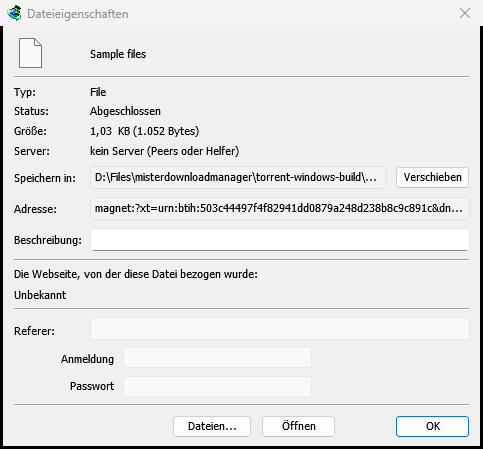 Dateieigenschaften
Sample files
Typ: File
Status: Abgeschlossen
Größe: 1,03 KB (1.052 Bytes)
Server: kein Server (Peers oder Helfer)
Speichern in: D:\Files\misterdownloadmanager\torrent-windows-build\... Verschieben
Adresse: magnet:?xt=urn:btih:503c44497f4f82941dd0879a248d238b8c9c891c&dn...
Beschreibung:
Die Webseite, von der diese Datei bezogen wurde:
Unbekannt
Referer:
Anmeldung
Passwort
Dateien... Öffnen OK